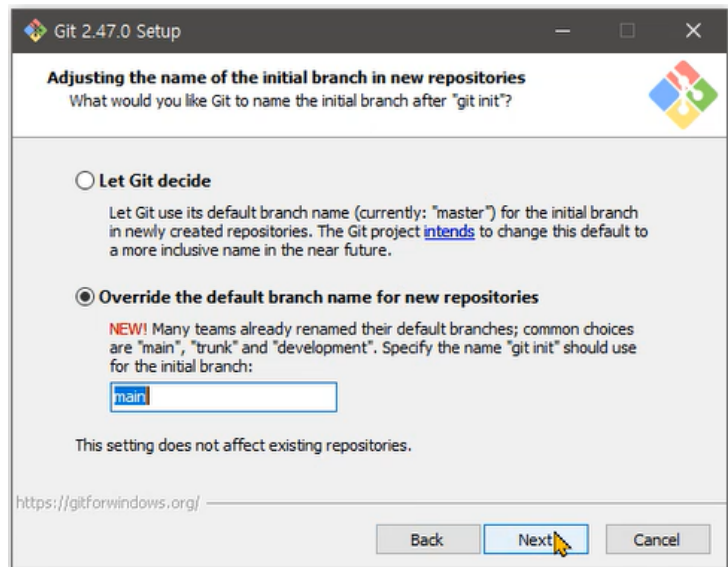 Git 2.47.0 Setup
Adjusting the name of the initial branch in new repositories
What would you like Git to name the initial branch after "git init"?
Let Git decide
Let Git use its default branch name (currently: "master") for the initial branch
in newly created repositories. The Git project intends to change this default to
a more inclusive name in the near future.
Override the default branch name for new repositories
NEW! Many teams already renamed their default branches; common choices
are "main", "trunk" and "development". Specify the name "git init" should use
for the initial branch:
main
This setting does not affect existing repositories.
https://gitforwindows.org/
Back Next Cancel